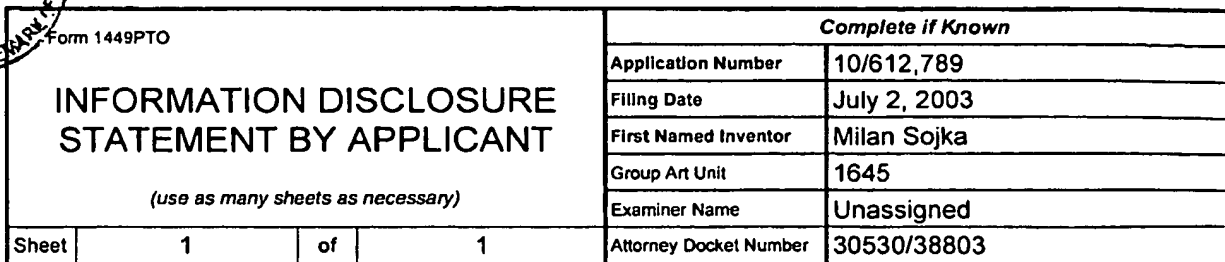 Form 1449PTO
INFORMATION DISCLOSURE
STATEMENT BY APPLICANT
(use as many sheets as necessary)
Sheet 1 of 1
Complete if Known
Application Number 10/612,789
Filing Date July 2, 2003
First Named Inventor Milan Sojka
Group Art Unit 1645
Examiner Name Unassigned
Attorney Docket Number 30530/38803